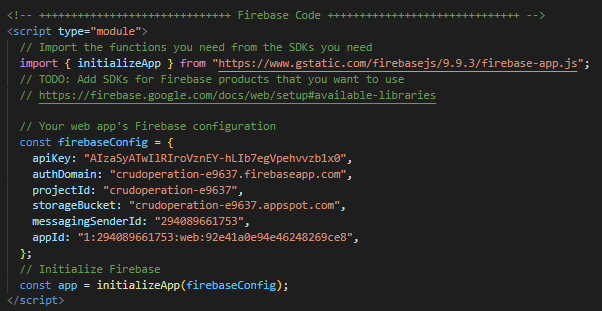 <!-- ++++++++++++++++++++++++++++++ Firebase Code ++++++++++++++++++++++++++++++ -->
<script type="module">
// Import the functions you need from the SDKs you need
import { initializeApp } from "https://www.gstatic.com/firebasejs/9.9.3/firebase-app.js";
// TODO: Add SDKs for Firebase products that you want to use
// https://firebase.google.com/docs/web/setup#available-libraries
// Your web app's Firebase configuration
const firebaseConfig = {
apiKey: "AIzaSyATwIlRIroVznEY-hLIb7egVpehvvzb1x0",
authDomain: "crudoperation-e9637.firebaseapp.com",
projectId: "crudoperation-e9637",
storageBucket: "crudoperation-e9637.appspot.com",
messagingSenderId: "294089661753",
appId: "1:294089661753:web:92e41a0e94e46248269ce8",
};
// Initialize Firebase
const app = initializeApp(firebaseConfig);
</script>